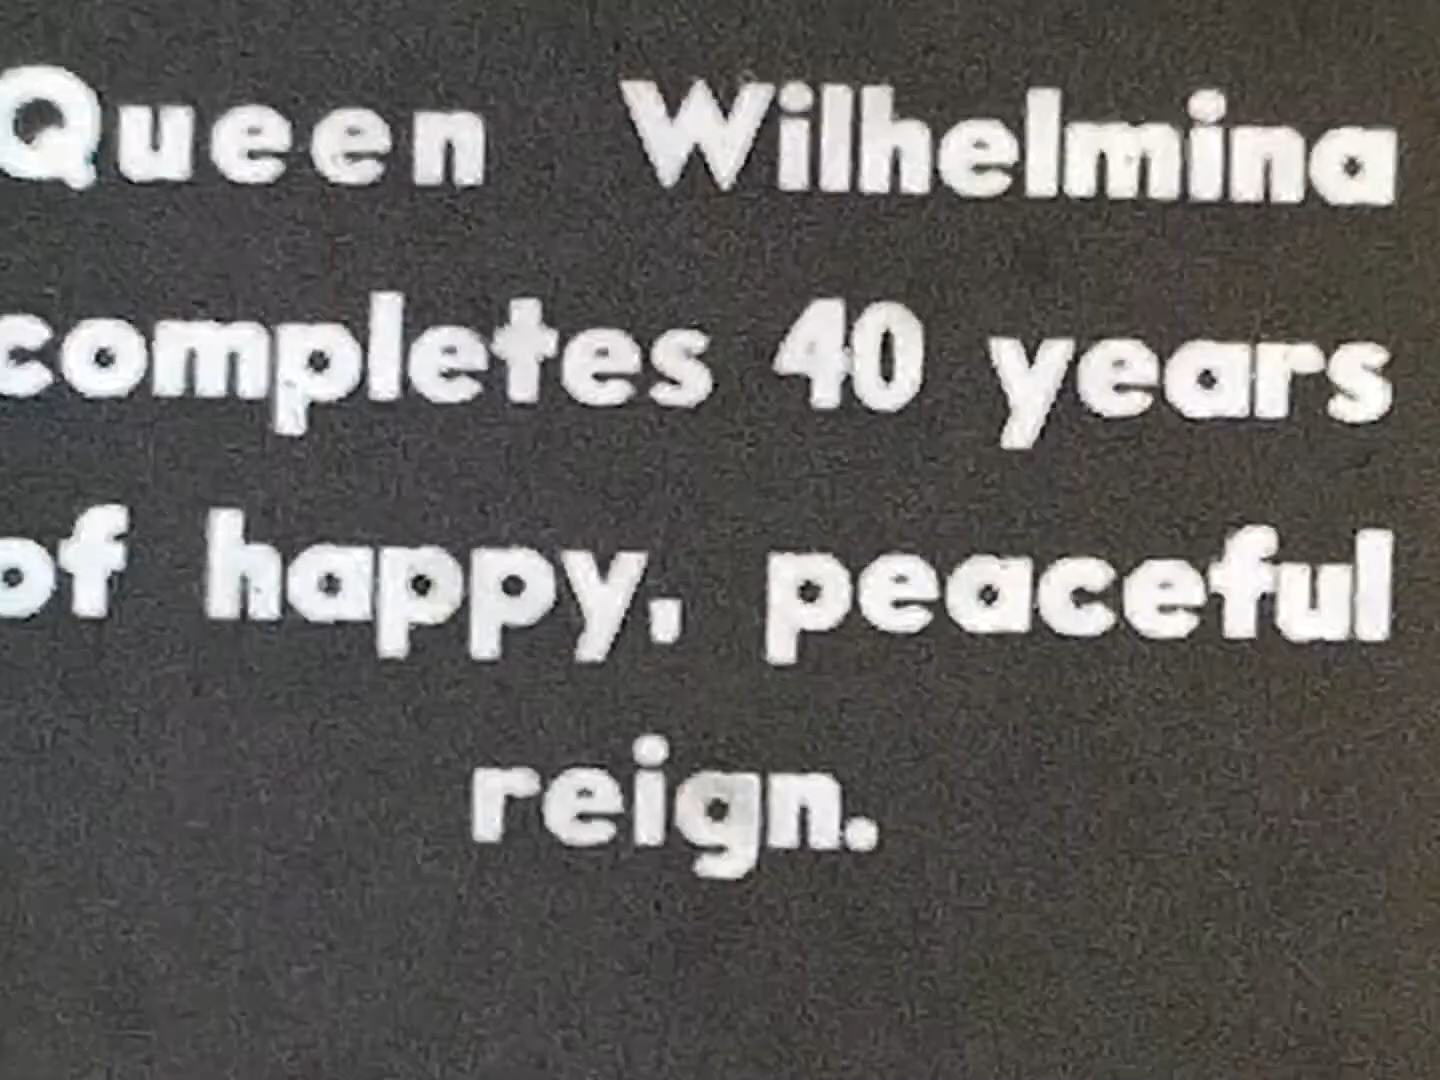 Queen Wilhelmina
completes 40 years
of happy, peaceful
reign.